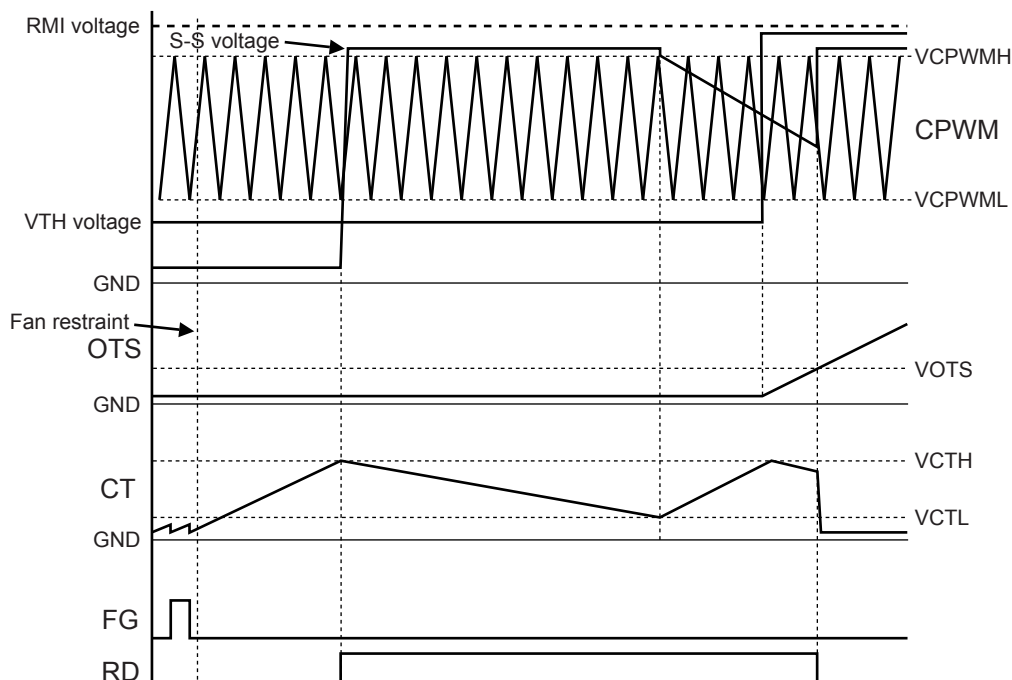 RMI voltage
S-S voltage
VCPWMH
CPWM
VCPWML
VTH voltage
GND
Fan restraint
OTS
VOTS
GND
VCTH
CT
VCTL
GND
FG
RD